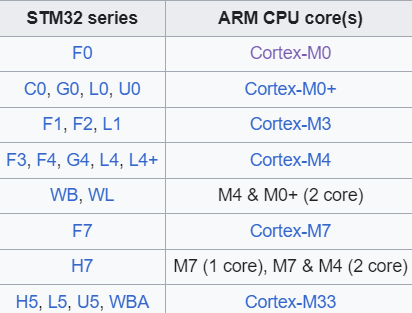 STM32 series ARM CPU core(s)
F0 Cortex-M0
C0, G0, L0, U0 Cortex-M0+
F1, F2, L1 Cortex-M3
F3, F4, G4, L4, L4+ Cortex-M4
WB, WL M4 & M0+ (2 core)
F7 Cortex-M7
H7 M7 (1 core), M7 & M4 (2 core)
H5, L5, U5, WBA Cortex-M33